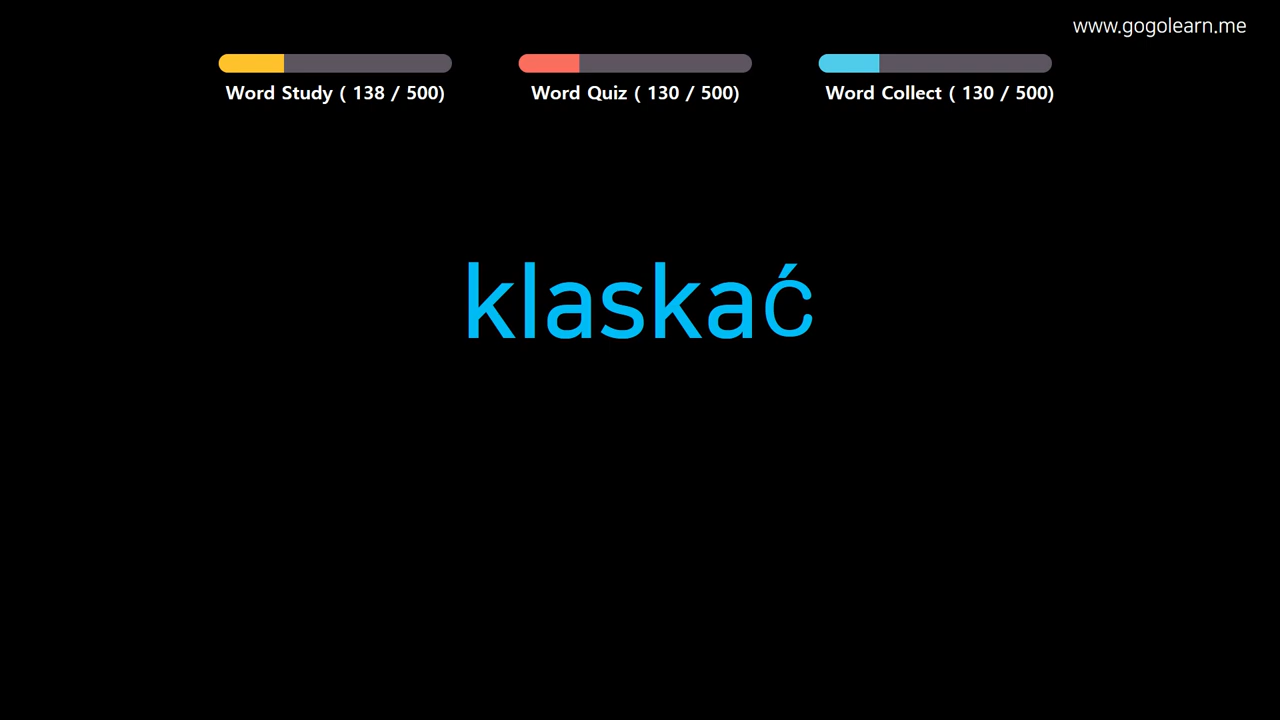 www.gogolearn.me
Word Study ( 138 / 500)
Word Quiz ( 130 / 500)
Word Collect ( 130 / 500)
klaskać